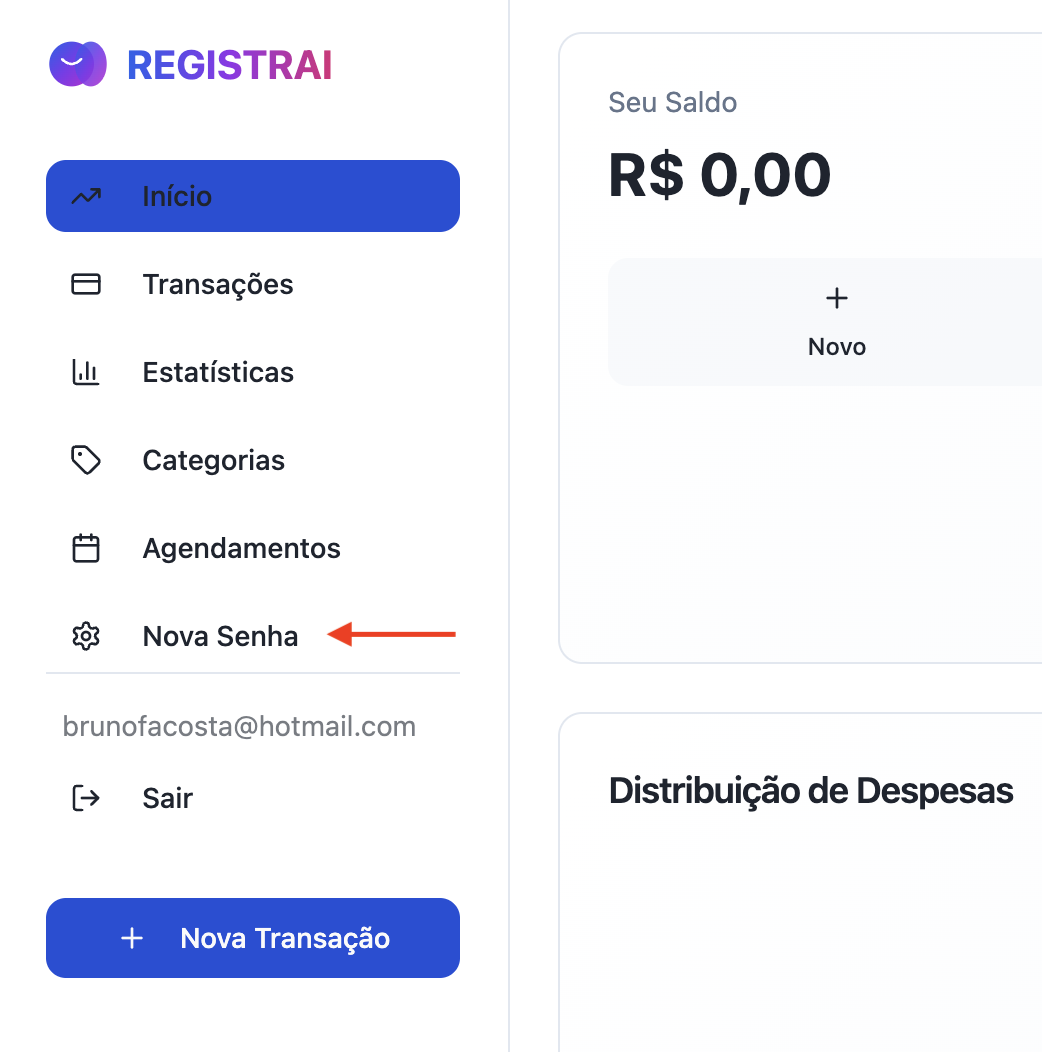 REGISTRAI
Início
Transações
Estatísticas
Categorias
Agendamentos
Nova Senha
brunofacosta@hotmail.com
Sair
Nova Transação
Seu Saldo
R$ 0,00
Novo
Distribuição de Despesas